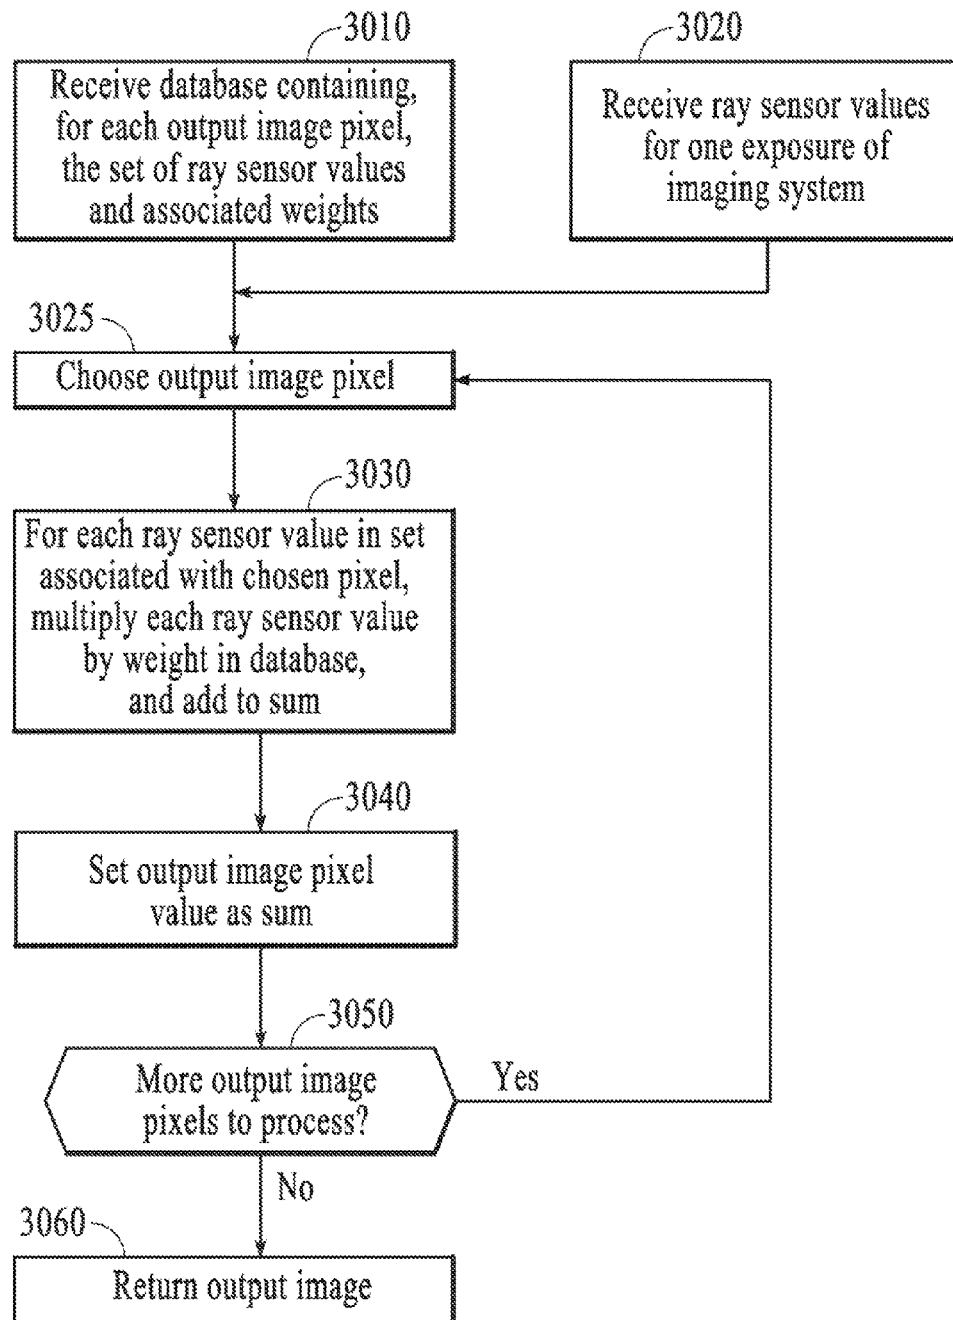 3010
Receive database containing,
for each output image pixel,
the set of ray sensor values
and associated weights
3020
Receive ray sensor values
for one exposure of
imaging system
3025
Choose output image pixel
3030
For each ray sensor value in set
associated with chosen pixel,
multiply each ray sensor value
by weight in database,
and add to sum
3040
Set output image pixel
value as sum
3050
More output image
pixels to process?
Yes
No
3060
Return output image